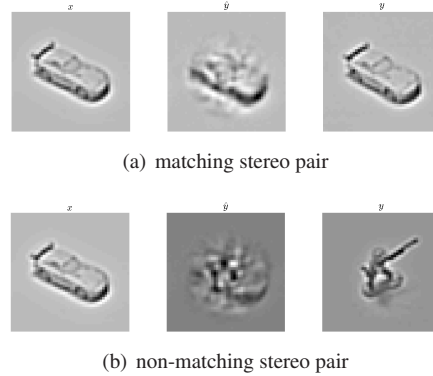 x ŷ y
(a) matching stereo pair
x ŷ y
(b) non-matching stereo pair